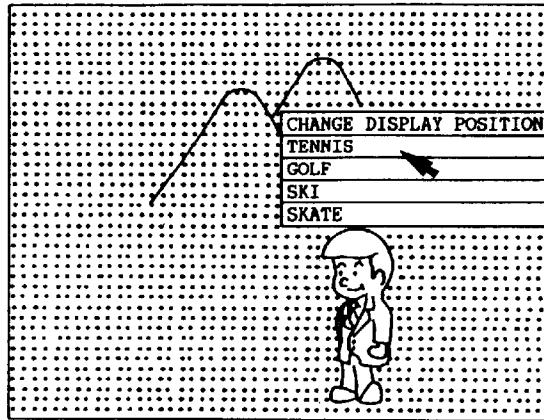 CHANGE DISPLAY POSITION
TENNIS
GOLF
SKI
SKATE